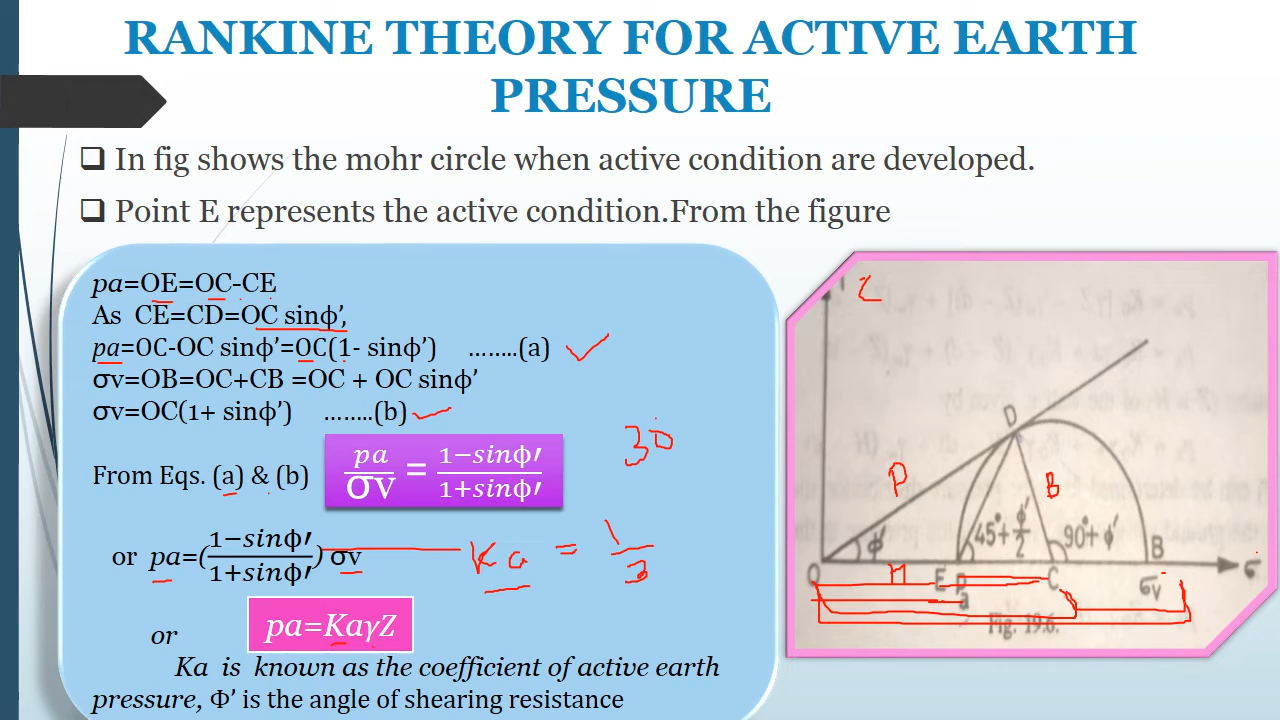 RANKINE THEORY FOR ACTIVE EARTH
PRESSURE
❑ In fig shows the mohr circle when active condition are developed.
❑ Point E represents the active condition.From the figure
pa=OE=OC-CE
As CE=CD=OC sinϕ’,
pa=OC-OC sinϕ’=OC(1- sinϕ’) ……..(a)
σv=OB=OC+CB =OC + OC sinϕ’
σv=OC(1+ sinϕ’) ……..(b)
From Eqs. (a) & (b) pa/σv = 1−sinϕ′/1+sinϕ′
30
or pa=(1−sinϕ′/1+sinϕ′) σv Ka = 1/3
or pa=KaγZ
Ka is known as the coefficient of active earth
pressure, Φ’ is the angle of shearing resistance
D
P B
ϕ′ 45°+ϕ′/2 90°+ϕ′ B
O H E Pa C σv σ
Fig. 19.6.